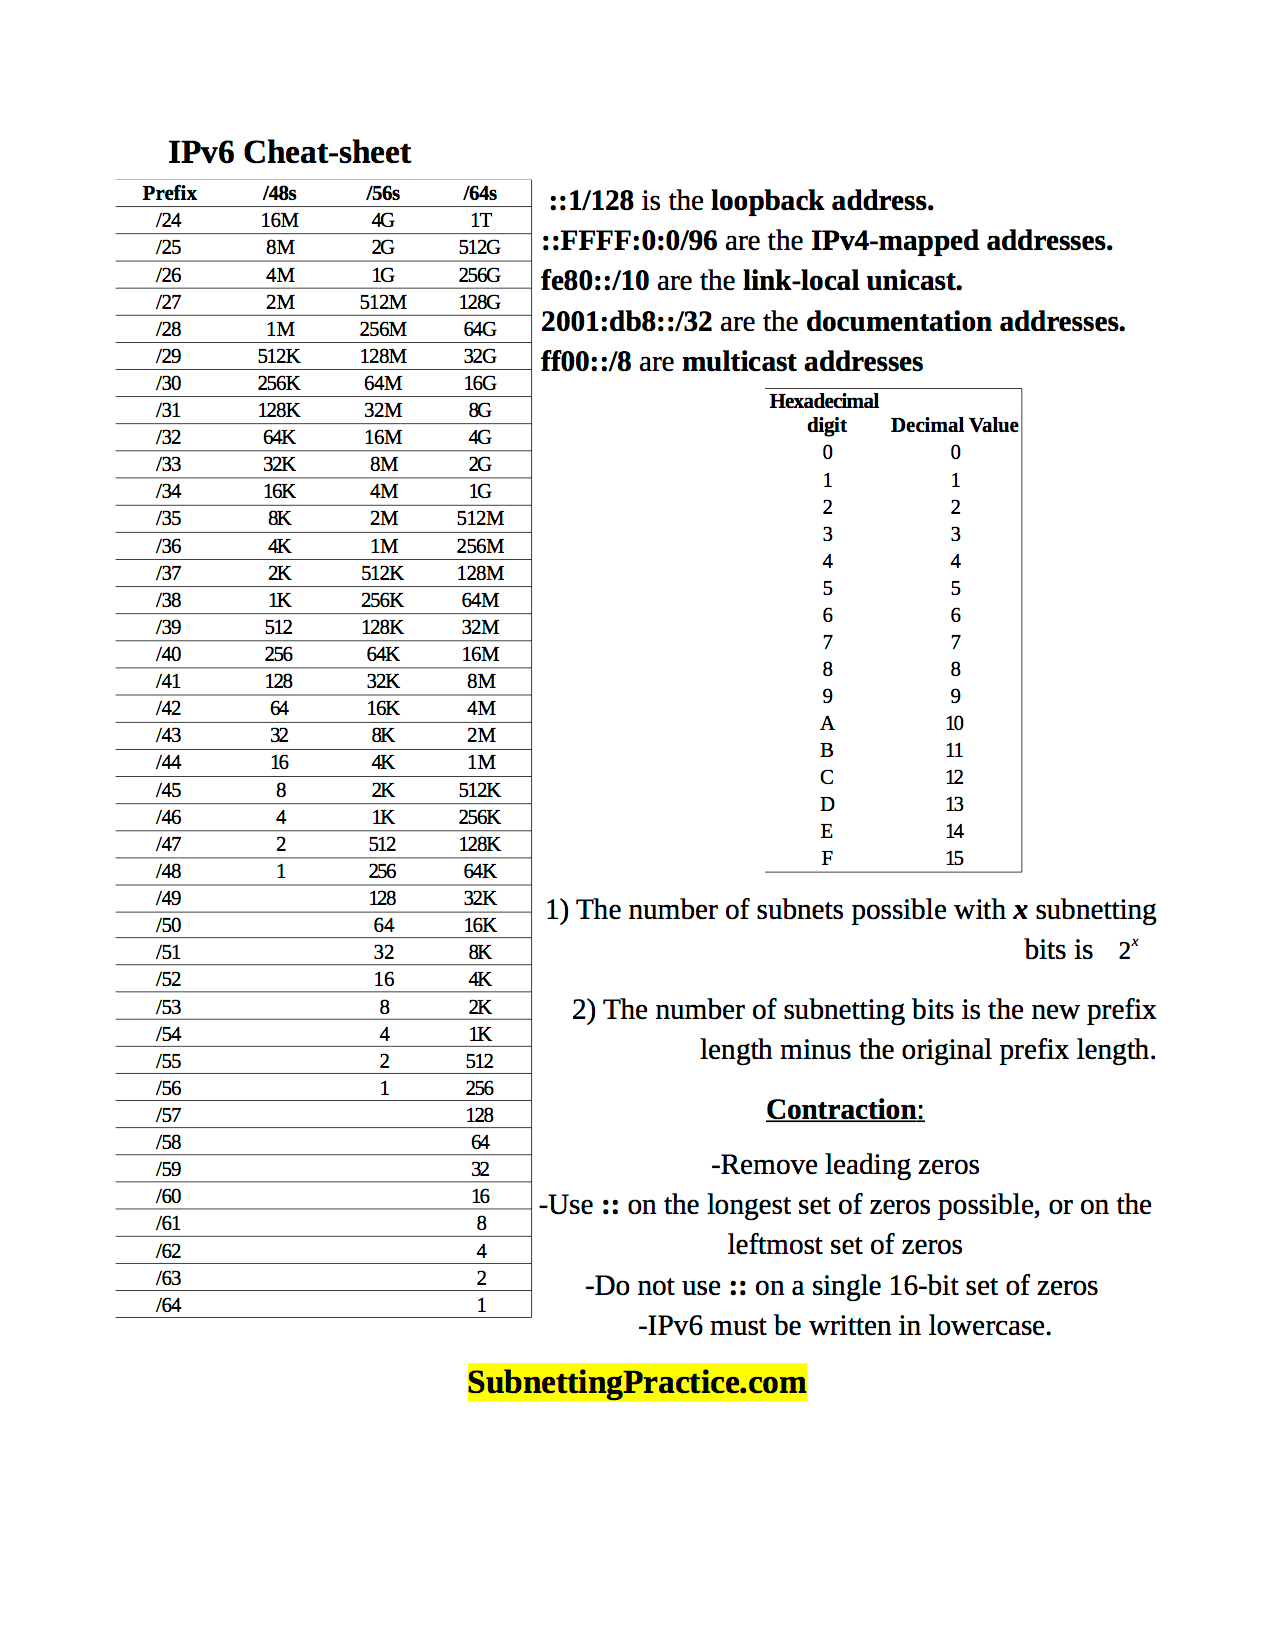 IPv6 Cheat-sheet
Prefix /48s /56s /64s
/24 16M 4G 1T
/25 8M 2G 512G
/26 4M 1G 256G
/27 2M 512M 128G
/28 1M 256M 64G
/29 512K 128M 32G
/30 256K 64M 16G
/31 128K 32M 8G
/32 64K 16M 4G
/33 32K 8M 2G
/34 16K 4M 1G
/35 8K 2M 512M
/36 4K 1M 256M
/37 2K 512K 128M
/38 1K 256K 64M
/39 512 128K 32M
/40 256 64K 16M
/41 128 32K 8M
/42 64 16K 4M
/43 32 8K 2M
/44 16 4K 1M
/45 8 2K 512K
/46 4 1K 256K
/47 2 512 128K
/48 1 256 64K
/49 128 32K
/50 64 16K
/51 32 8K
/52 16 4K
/53 8 2K
/54 4 1K
/55 2 512
/56 1 256
/57 128
/58 64
/59 32
/60 16
/61 8
/62 4
/63 2
/64 1
::1/128 is the loopback address.
::FFFF:0:0/96 are the IPv4-mapped addresses.
fe80::/10 are the link-local unicast.
2001:db8::/32 are the documentation addresses.
ff00::/8 are multicast addresses
Hexadecimal
digit Decimal Value
0 0
1 1
2 2
3 3
4 4
5 5
6 6
7 7
8 8
9 9
A 10
B 11
C 12
D 13
E 14
F 15
1) The number of subnets possible with x subnetting
bits is 2^x
2) The number of subnetting bits is the new prefix
length minus the original prefix length.
Contraction:
-Remove leading zeros
-Use :: on the longest set of zeros possible, or on the
leftmost set of zeros
-Do not use :: on a single 16-bit set of zeros
-IPv6 must be written in lowercase.
SubnettingPractice.com